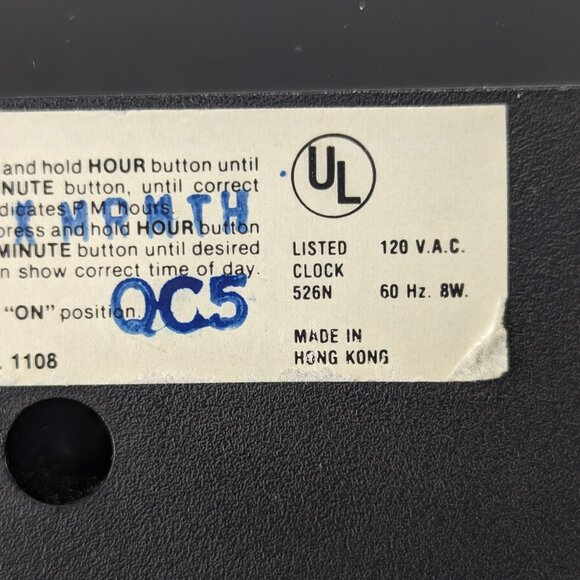 and hold HOUR button until
INUTE button, until correct
dicates P.M. hours.
press and hold HOUR button
MINUTE button until desired
n show correct time of day.
"ON" position.
QC5
. 1108
UL
LISTED 120 V.A.C.
CLOCK
526N 60 Hz. 8W.
MADE IN
HONG KONG